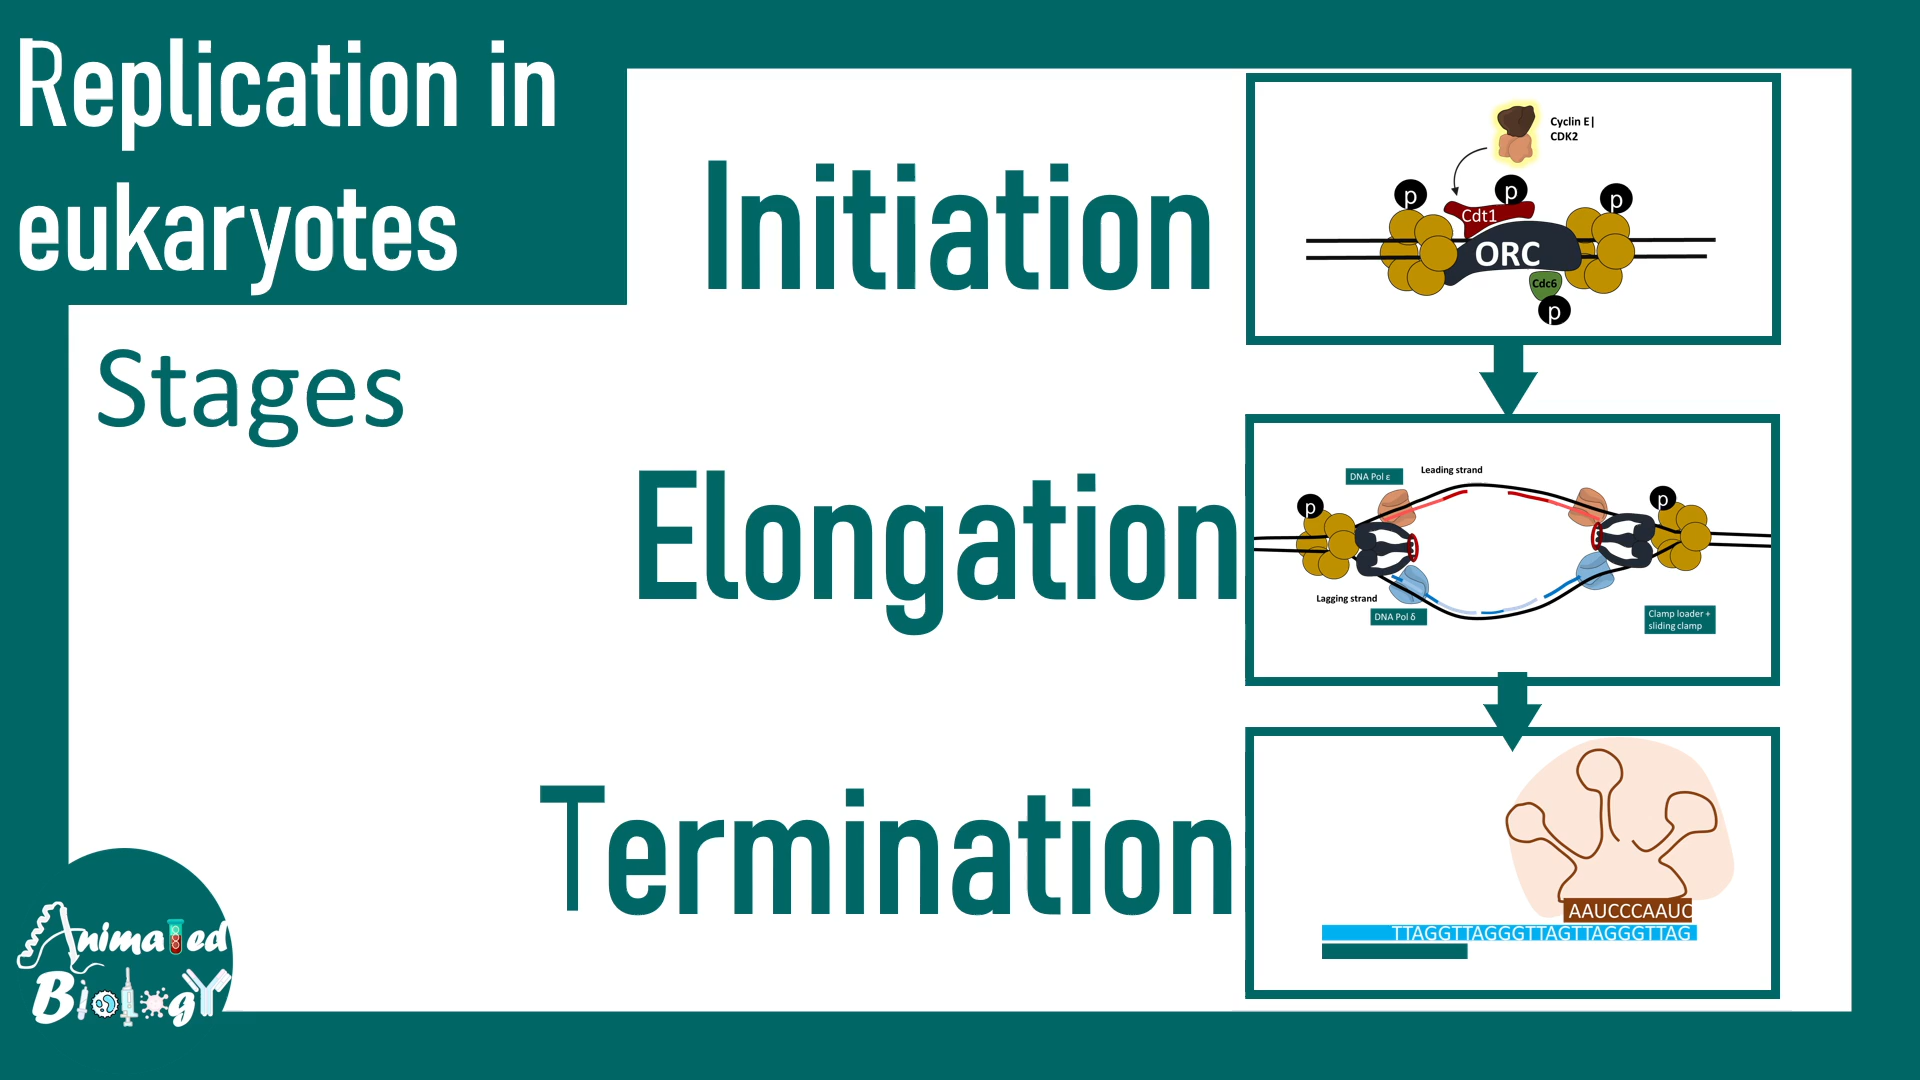 Replication in
eukaryotes
Stages
Initiation
Cyclin E|
CDK2
p
p
p
Cdt1
ORC
Cdc6
p
Elongation
DNA Pol ε
Leading strand
p
p
Lagging strand
DNA Pol δ
Clamp loader +
sliding clamp
Termination
AAUCCCAAUC
TTAGGTTAGGGTTAGTTAGGGTTAG
Animated
Biology